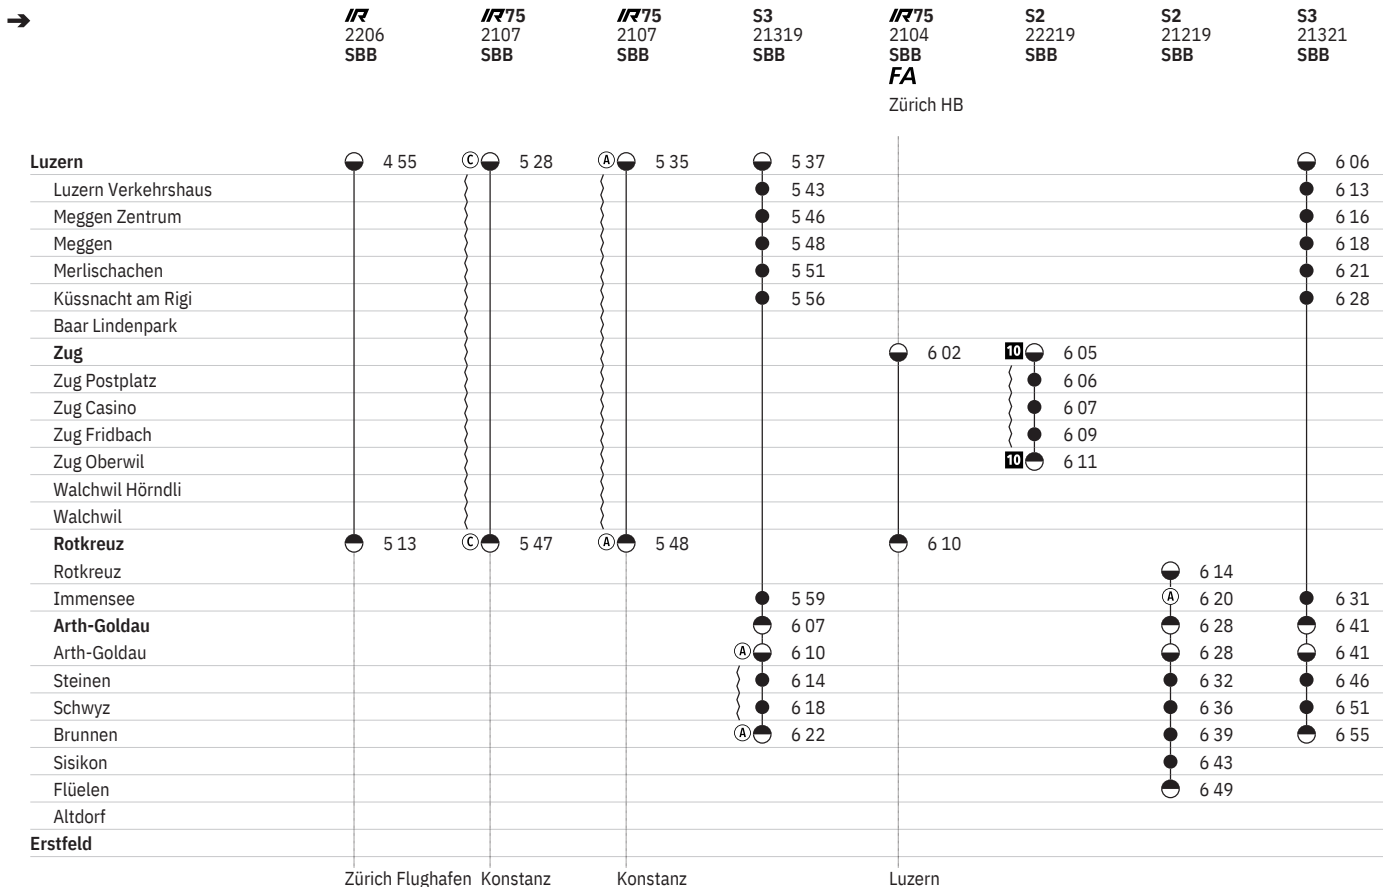 ➔ IR IR75 IR75 S3 IR75 S2 S2 S3
2206 2107 2107 21319 2104 22219 21219 21321
SBB SBB SBB SBB SBB SBB SBB SBB
FA
Zürich HB
Luzern 4 55 C 5 28 A 5 35 5 37 6 06
Luzern Verkehrshaus 5 43 6 13
Meggen Zentrum 5 46 6 16
Meggen 5 48 6 18
Merlischachen 5 51 6 21
Küssnacht am Rigi 5 56 6 28
Baar Lindenpark
Zug 6 02 10 6 05
Zug Postplatz 6 06
Zug Casino 6 07
Zug Fridbach 6 09
Zug Oberwil 10 6 11
Walchwil Hörndli
Walchwil
Rotkreuz 5 13 C 5 47 A 5 48 6 10
Rotkreuz 6 14
Immensee 5 59 A 6 20 6 31
Arth-Goldau 6 07 6 28 6 41
Arth-Goldau A 6 10 6 28 6 41
Steinen 6 14 6 32 6 46
Schwyz 6 18 6 36 6 51
Brunnen A 6 22 6 39 6 55
Sisikon 6 43
Flüelen 6 49
Altdorf
Erstfeld
Zürich Flughafen Konstanz Konstanz Luzern